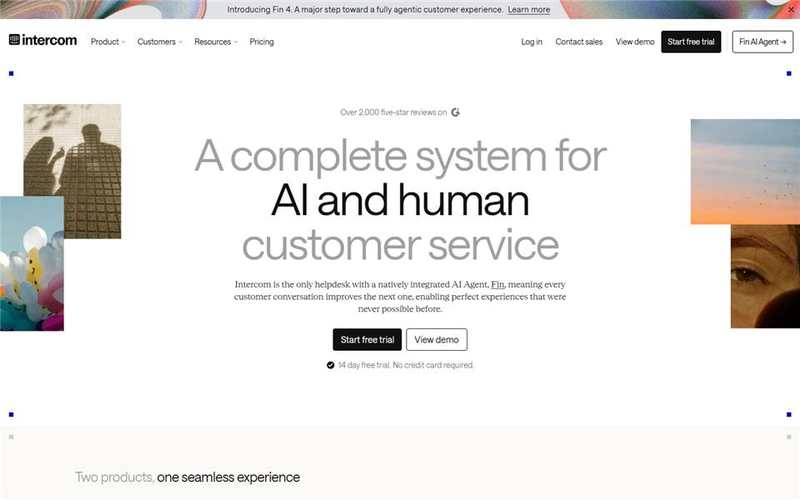 Introducing Fin 4. A major step toward a fully agentic customer experience. Learn more
intercom
Product
Customers
Resources
Pricing
Log in
Contact sales
View demo
Start free trial
Fin AI Agent →
Over 2,000 five-star reviews on
A complete system for
AI and human
customer service
Intercom is the only helpdesk with a natively integrated AI Agent, Fin, meaning every
customer conversation improves the next one, enabling perfect experiences that were
never possible before.
Start free trial
View demo
14 day free trial. No credit card required.
Two products, one seamless experience